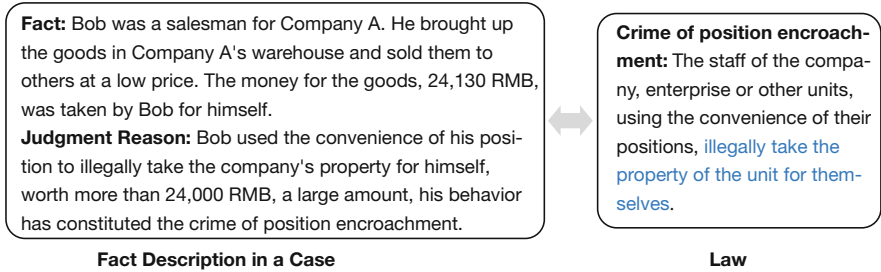 Fact: Bob was a salesman for Company A. He brought up
the goods in Company A's warehouse and sold them to
others at a low price. The money for the goods, 24,130 RMB,
was taken by Bob for himself.
Judgment Reason: Bob used the convenience of his posi-
tion to illegally take the company's property for himself,
worth more than 24,000 RMB, a large amount, his behavior
has constituted the crime of position encroachment.
Fact Description in a Case
Crime of position encroach-
ment: The staff of the compa-
ny, enterprise or other units,
using the convenience of their
positions, illegally take the
property of the unit for them-
selves.
Law